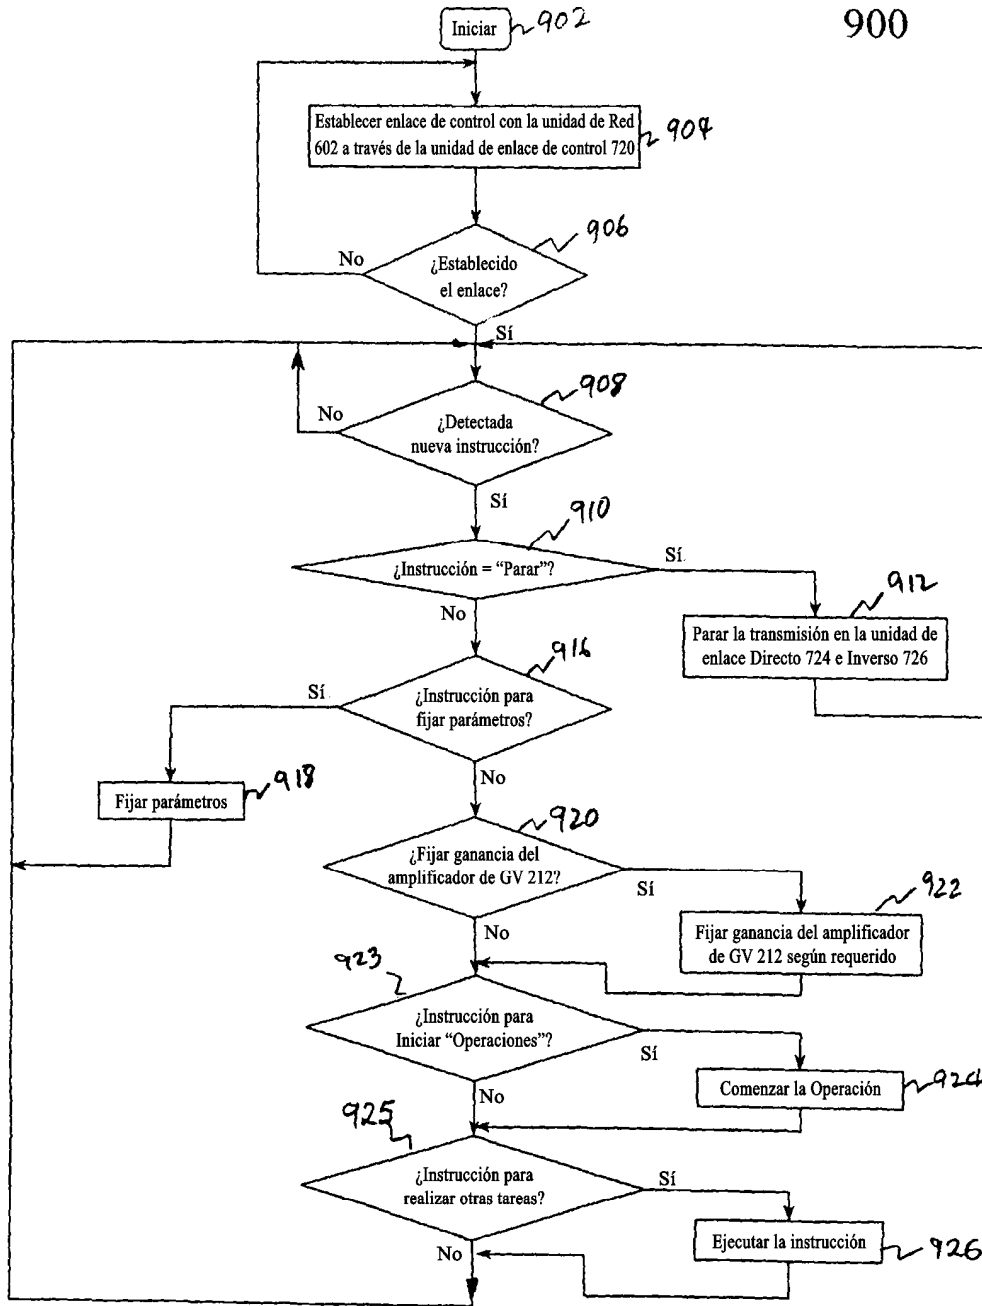 900
Iniciar
902
Establecer enlace de control con la unidad de Red
602 a través de la unidad de enlace de control 720
904
906
No
¿Establecido
el enlace?
Sí
908
No
¿Detectada
nueva instrucción?
Sí
910
¿Instrucción = “Parar”?
Sí
No
912
Parar la transmisión en la unidad de
enlace Directo 724 e Inverso 726
916
Sí
¿Instrucción para
fijar parámetros?
No
918
Fijar parámetros
920
¿Fijar ganancia del
amplificador de GV 212?
Sí
No
922
Fijar ganancia del amplificador
de GV 212 según requerido
923
¿Instrucción para
Iniciar “Operaciones”?
Sí
No
Comenzar la Operación
924
925
¿Instrucción para
realizar otras tareas?
Sí
No
Ejecutar la instrucción
926